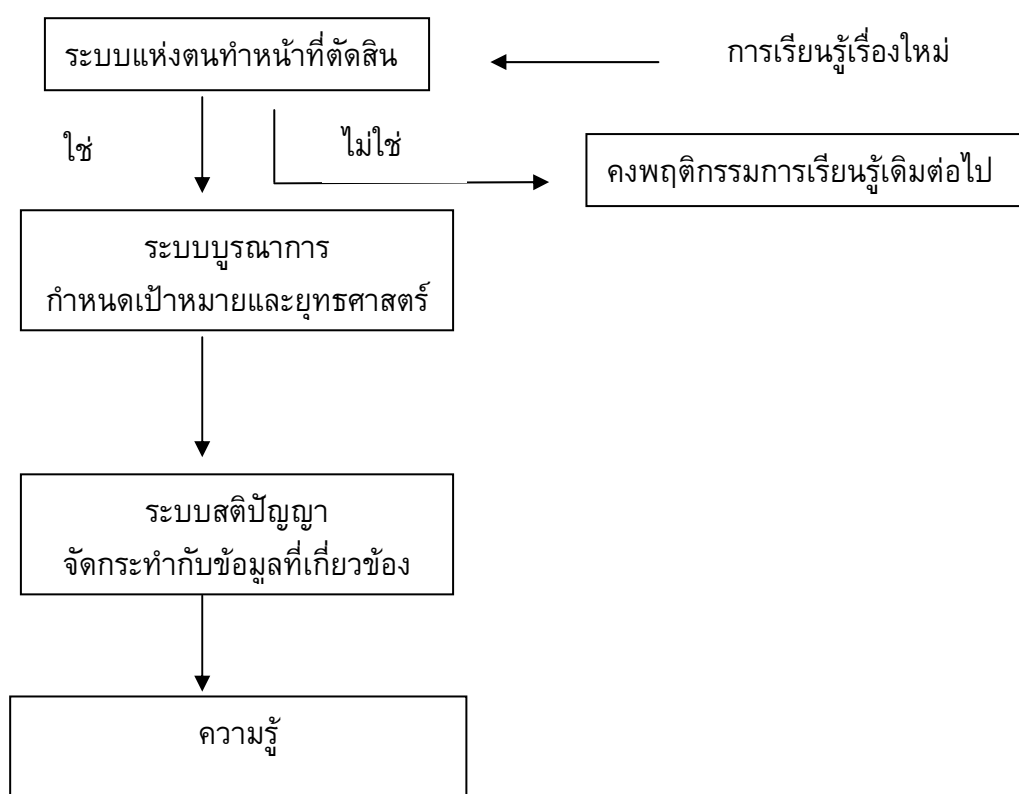 ระบบแห่งตนทำหน้าที่ตัดสิน
การเรียนรู้เรื่องใหม่
ใช่
ไม่ใช่
คงพฤติกรรมการเรียนรู้เดิมต่อไป
ระบบบูรณาการ
กำหนดเป้าหมายและยุทธศาสตร์
ระบบสติปัญญา
จัดกระทำกับข้อมูลที่เกี่ยวข้อง
ความรู้